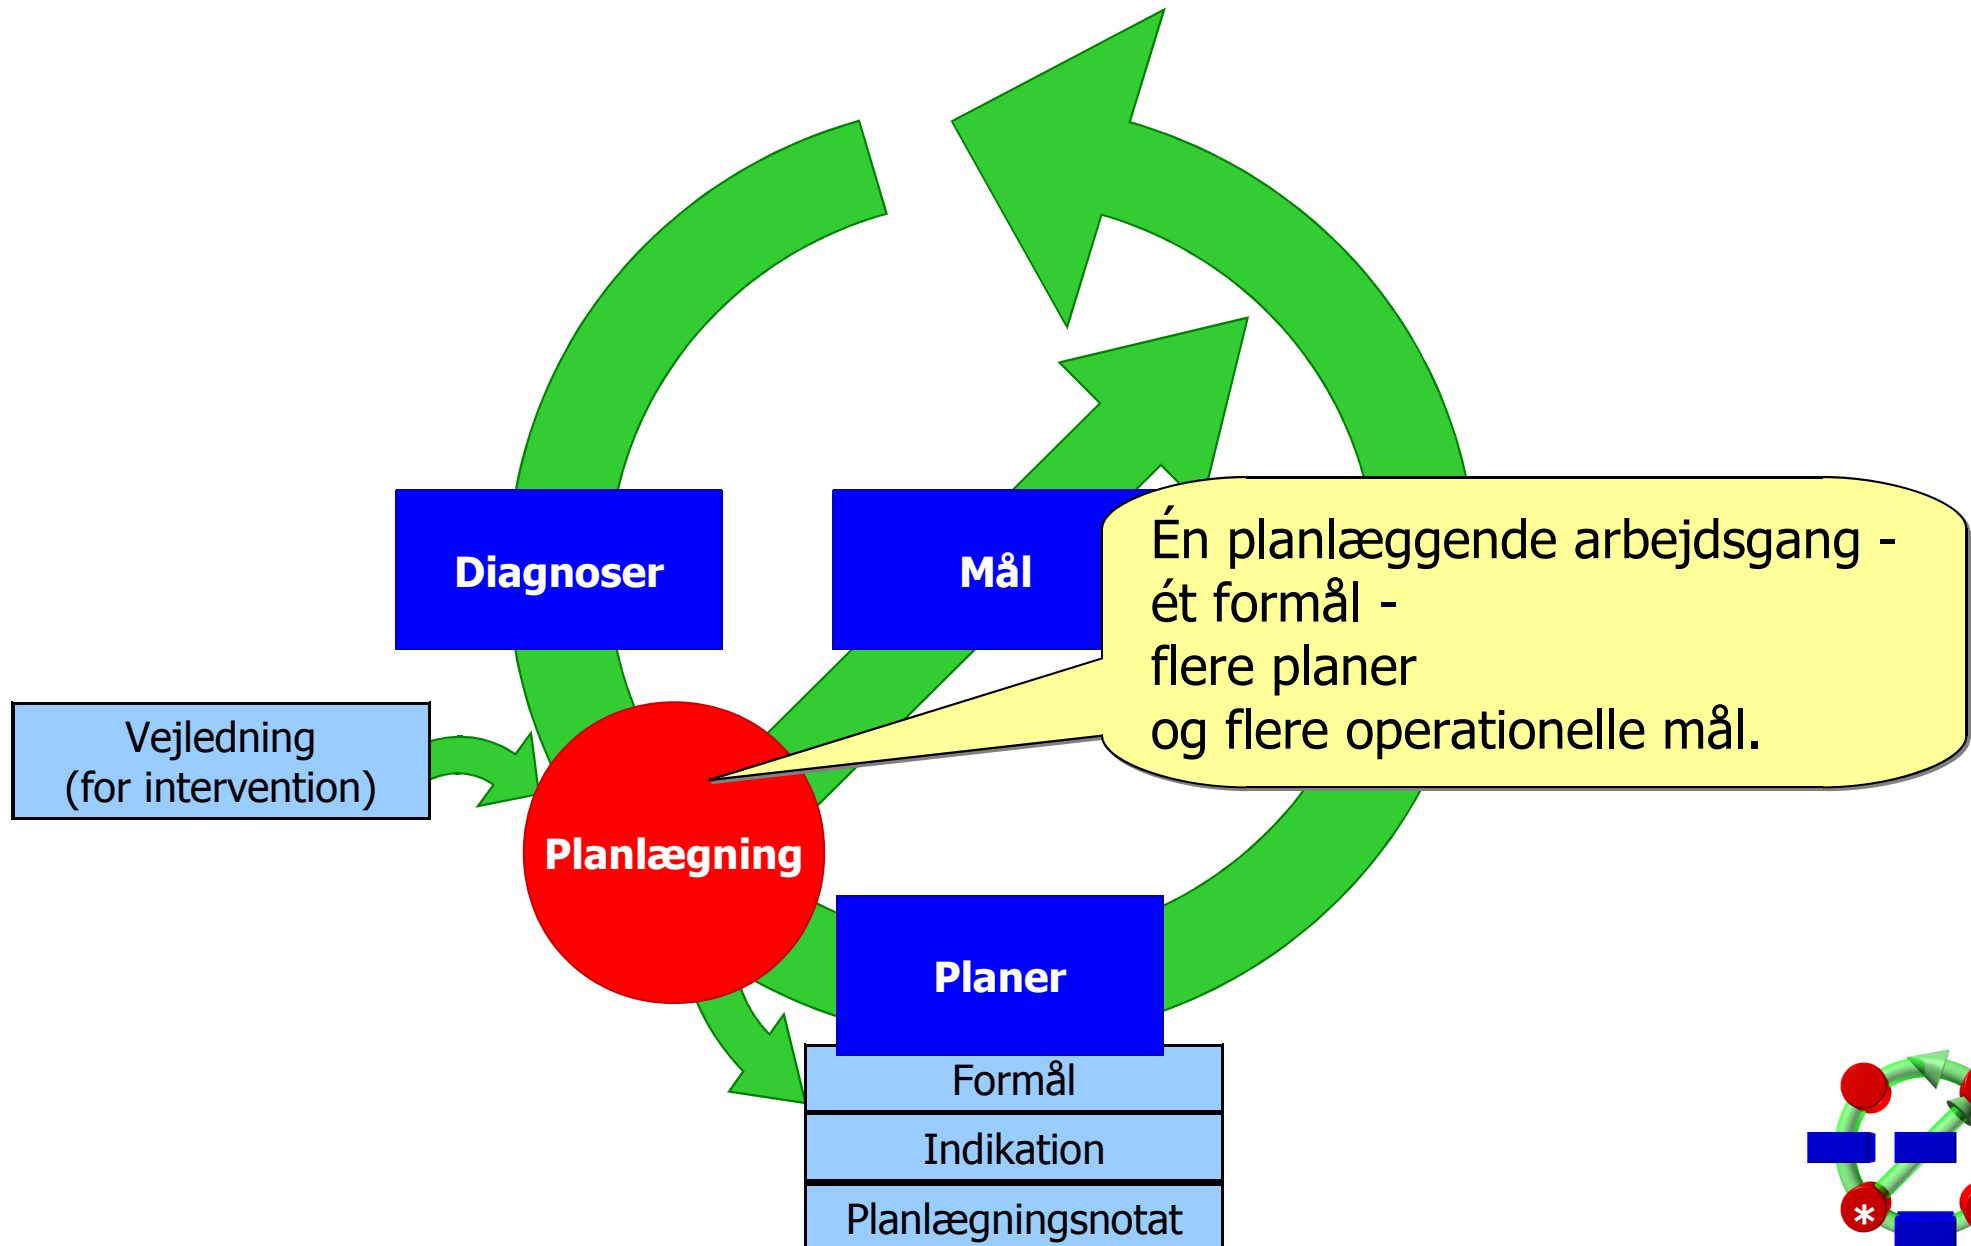 Diagnoser
Mål
Én planlæggende arbejdsgang -
ét formål -
flere planer
og flere operationelle mål.
Vejledning
(for intervention)
Planlægning
Planer
Formål
Indikation
Planlægningsnotat
*